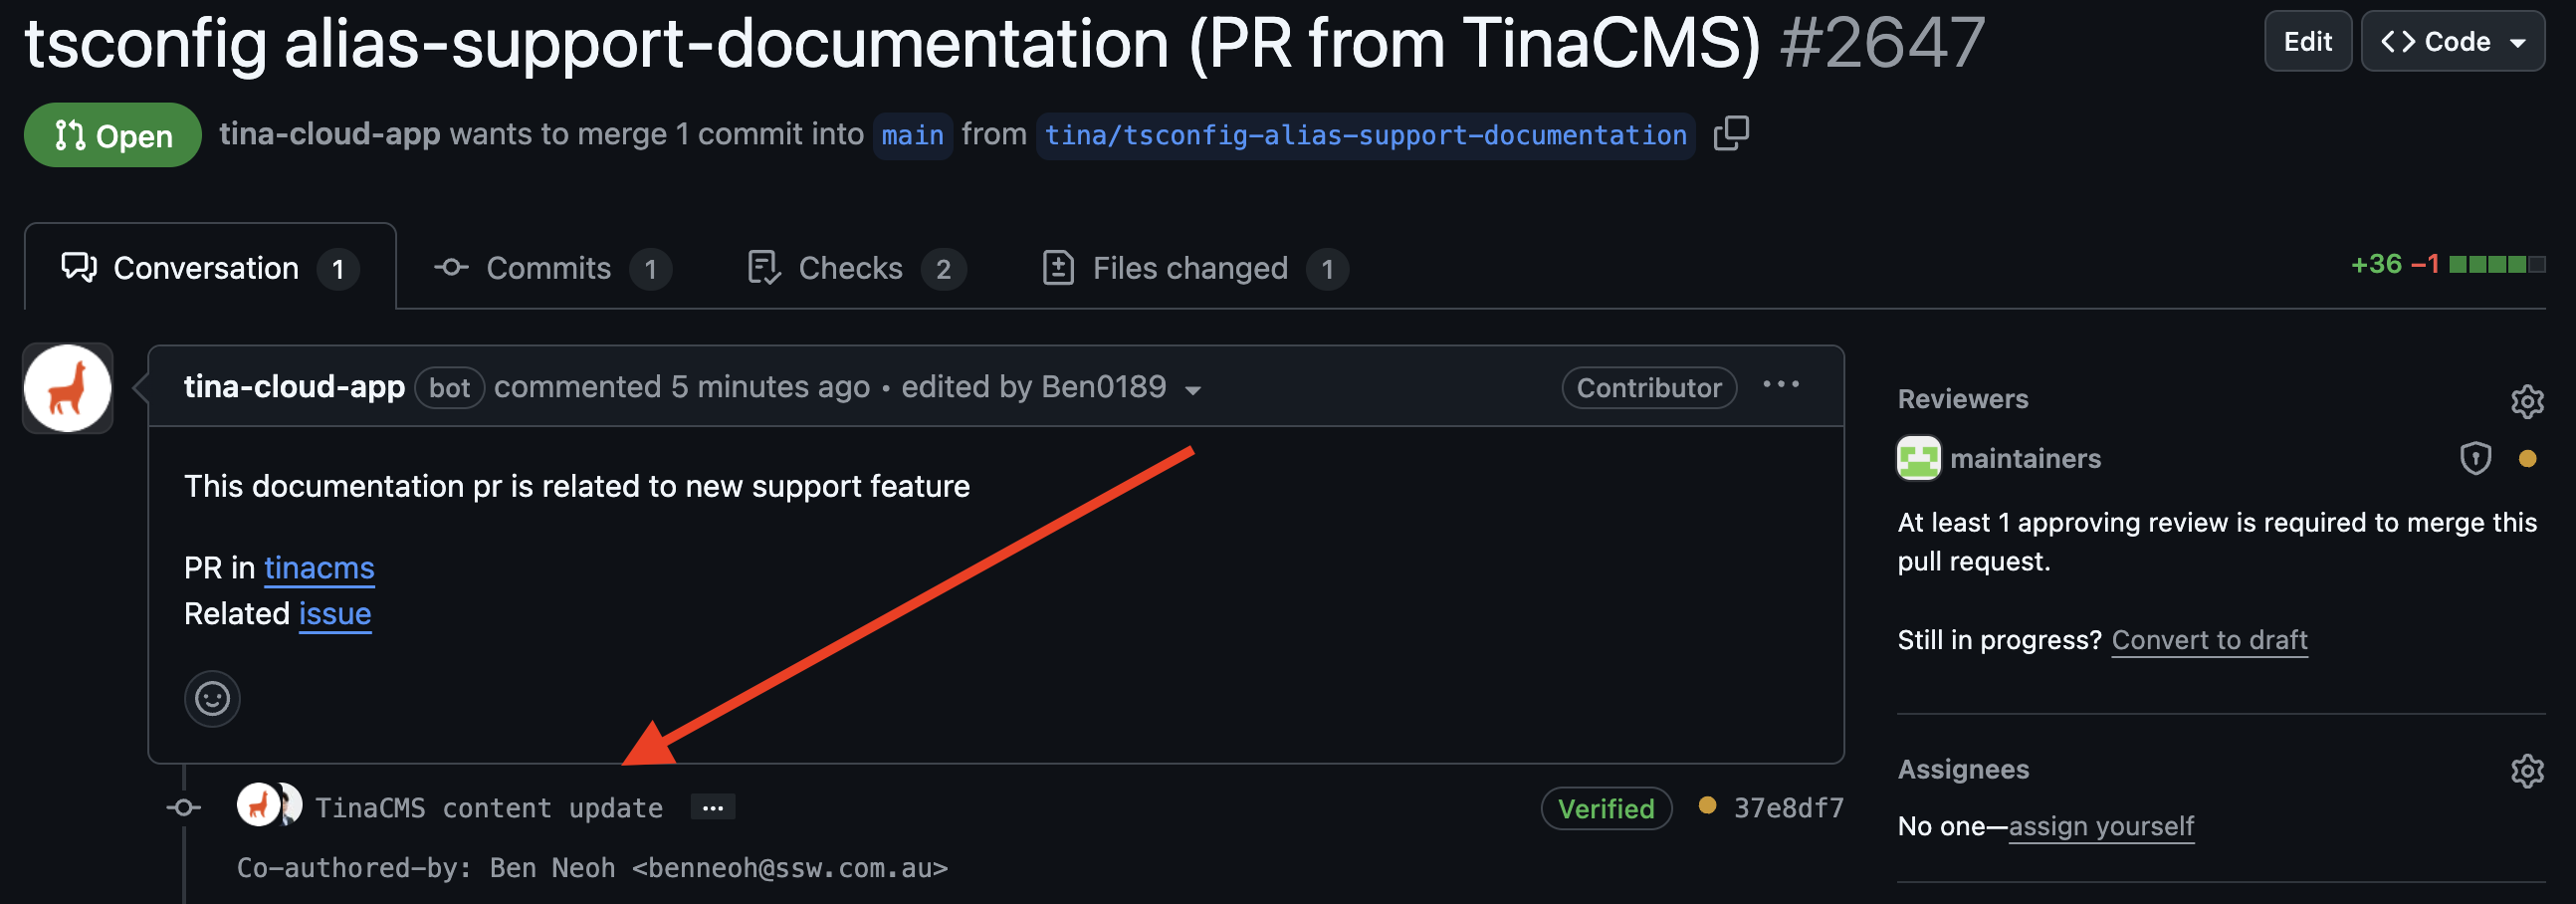 tsconfig alias-support-documentation (PR from TinaCMS) #2647
Edit
Code
Open
tina-cloud-app wants to merge 1 commit into main from tina/tsconfig-alias-support-documentation
Conversation 1
Commits 1
Checks 2
Files changed 1
+36 −1
tina-cloud-app bot commented 5 minutes ago • edited by Ben0189
Contributor
This documentation pr is related to new support feature
PR in tinacms
Related issue
TinaCMS content update ...
Verified
37e8df7
Co-authored-by: Ben Neoh <benneoh@ssw.com.au>
Reviewers
maintainers
At least 1 approving review is required to merge this
pull request.
Still in progress? Convert to draft
Assignees
No one—assign yourself